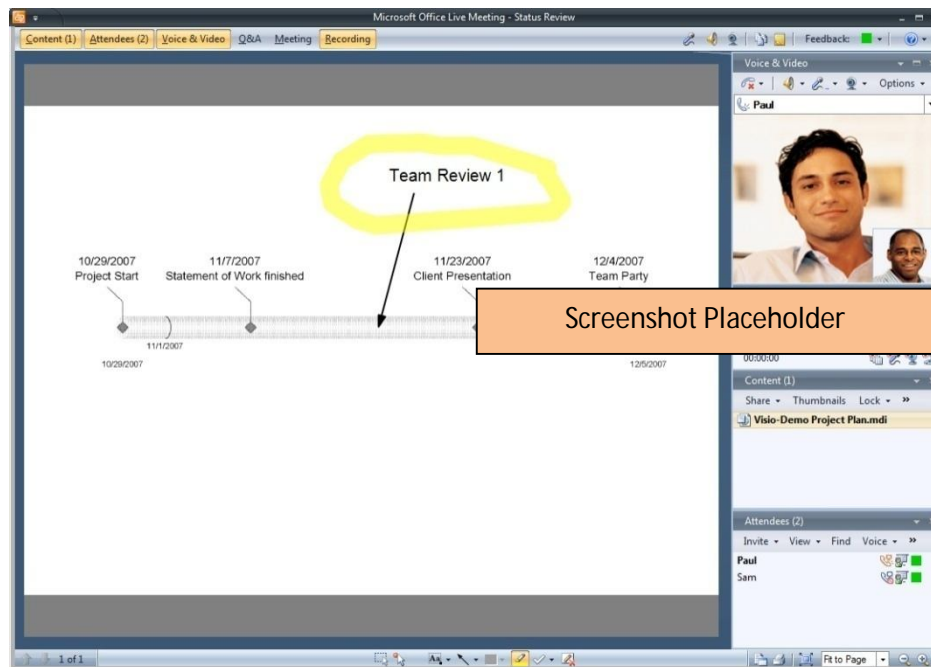 Microsoft Office Live Meeting - Status Review
Content (1) Attendees (2) Voice & Video Q&A Meeting Recording Feedback:
Voice & Video
Options
Paul
Team Review 1
10/29/2007 11/7/2007 11/23/2007 12/4/2007
Project Start Statement of Work finished Client Presentation Team Party
Screenshot Placeholder
11/1/2007
10/29/2007 12/5/2007
00:00:00
Content (1)
Share Thumbnails Lock »
Visio-Demo Project Plan.mdi
Attendees (2)
Invite View Find Voice »
Paul
Sam
1 of 1 Aa Fit to Page